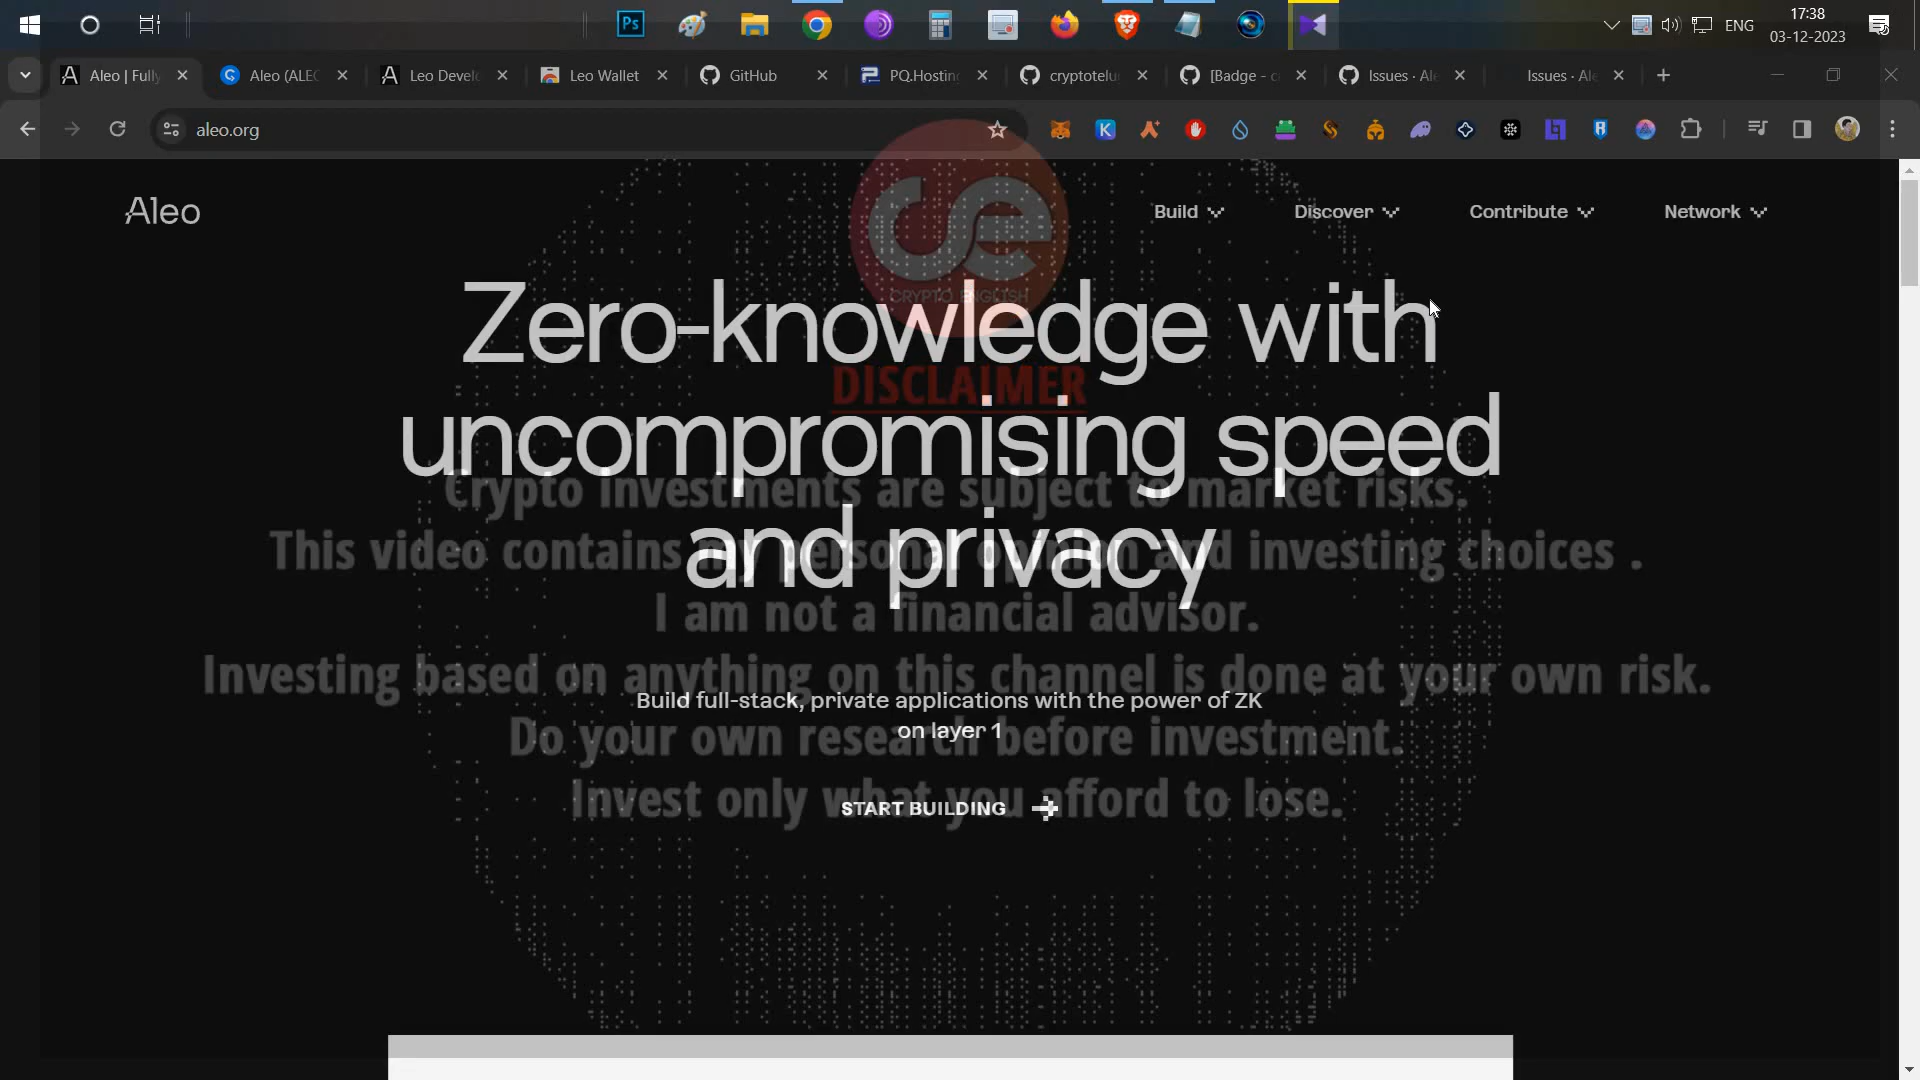 Ps
ENG
17:38
03-12-2023
Aleo | Fully
Aleo (ALEO
Leo Develo
Leo Wallet
GitHub
PQ.Hosting
cryptotelu
[Badge - c
Issues · Ale
Issues · Ale
aleo.org
Aleo
Build
Discover
Contribute
Network
CRYPTO ENGLISH
Zero-knowledge with
DISCLAIMER
uncompromising speed
Crypto investments are subject to market risks.
and privacy
This video contains my personal opinion and investing choices .
I am not a financial advisor.
Investing based on anything on this channel is done at your own risk.
Build full-stack, private applications with the power of ZK
on layer 1
Do your own research before investment.
Invest only what you afford to lose.
START BUILDING